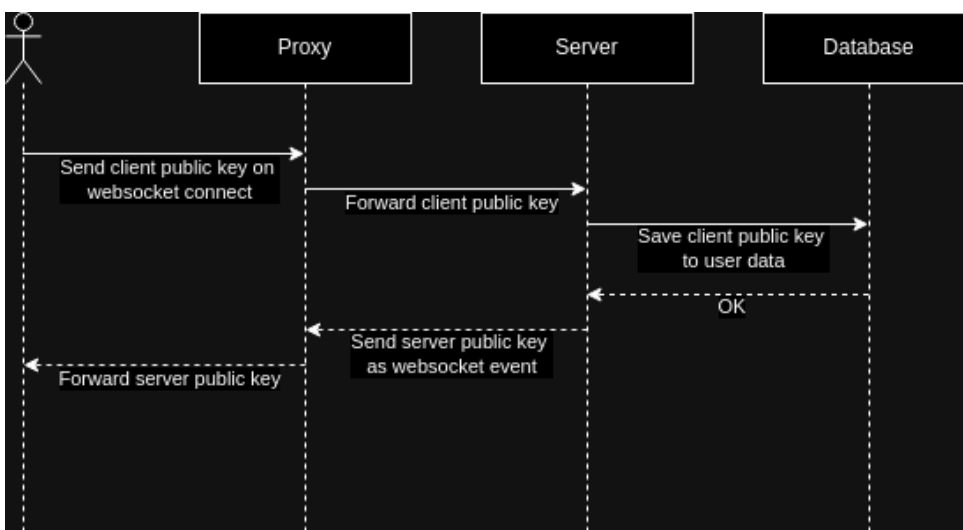 Proxy
Server
Database
Send client public key on
websocket connect
Forward client public key
Save client public key
to user data
OK
Send server public key
as websocket event
Forward server public key